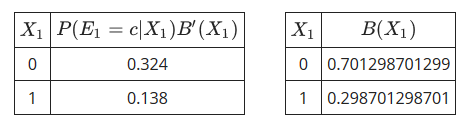 X₁ P(E₁ = c|X₁)B′(X₁)
0 0.324
1 0.138
X₁ B(X₁)
0 0.701298701299
1 0.298701298701